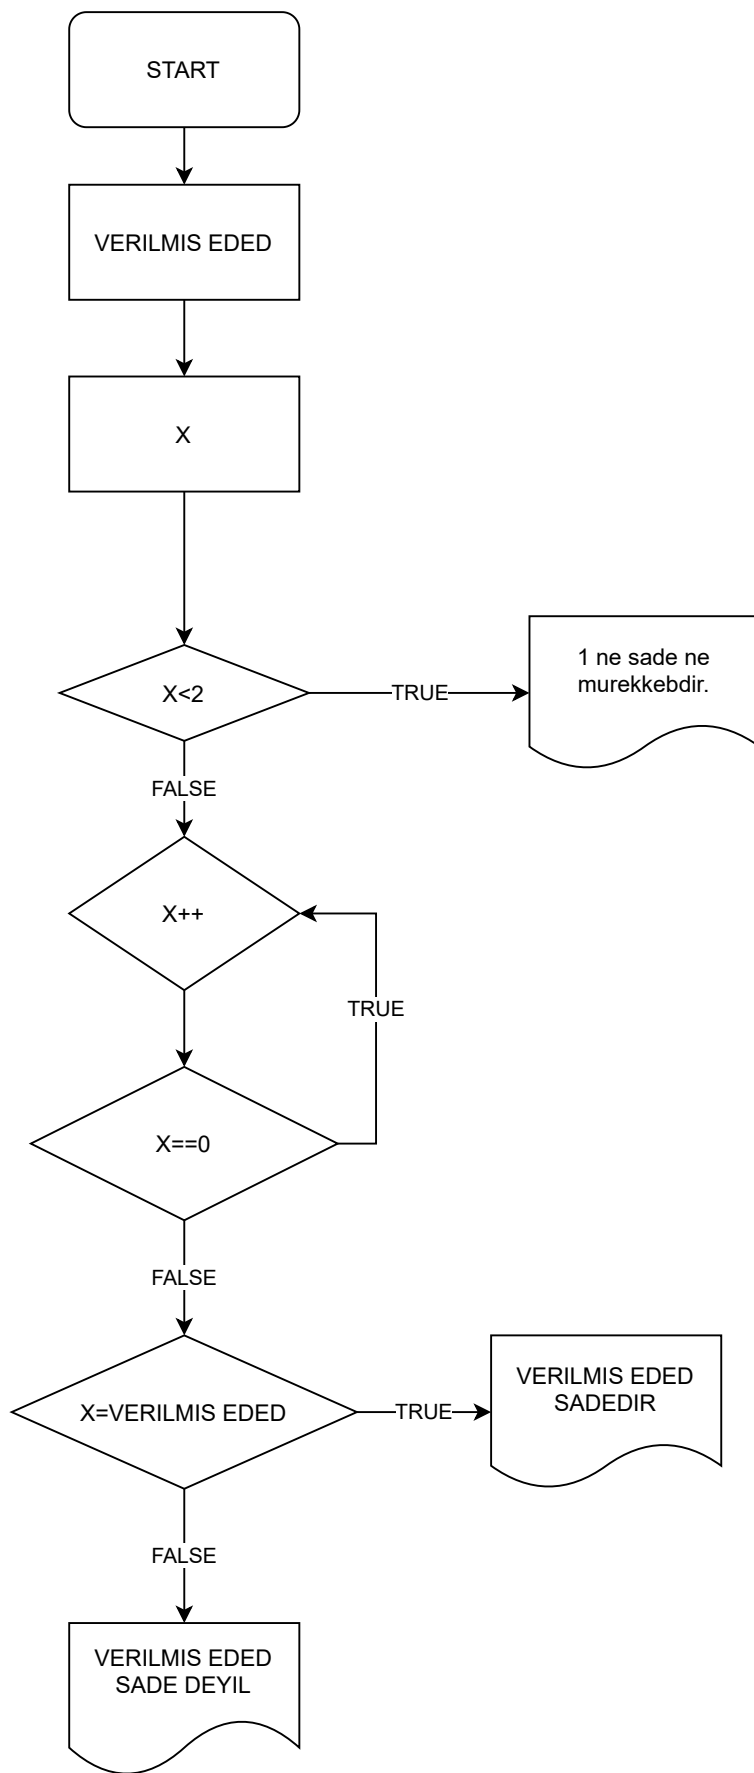 START
VERILMIS EDED
X
X<2
TRUE
1 ne sade ne
murekkebdir.
FALSE
X++
TRUE
X==0
FALSE
X=VERILMIS EDED
TRUE
VERILMIS EDED
SADEDIR
FALSE
VERILMIS EDED
SADE DEYIL